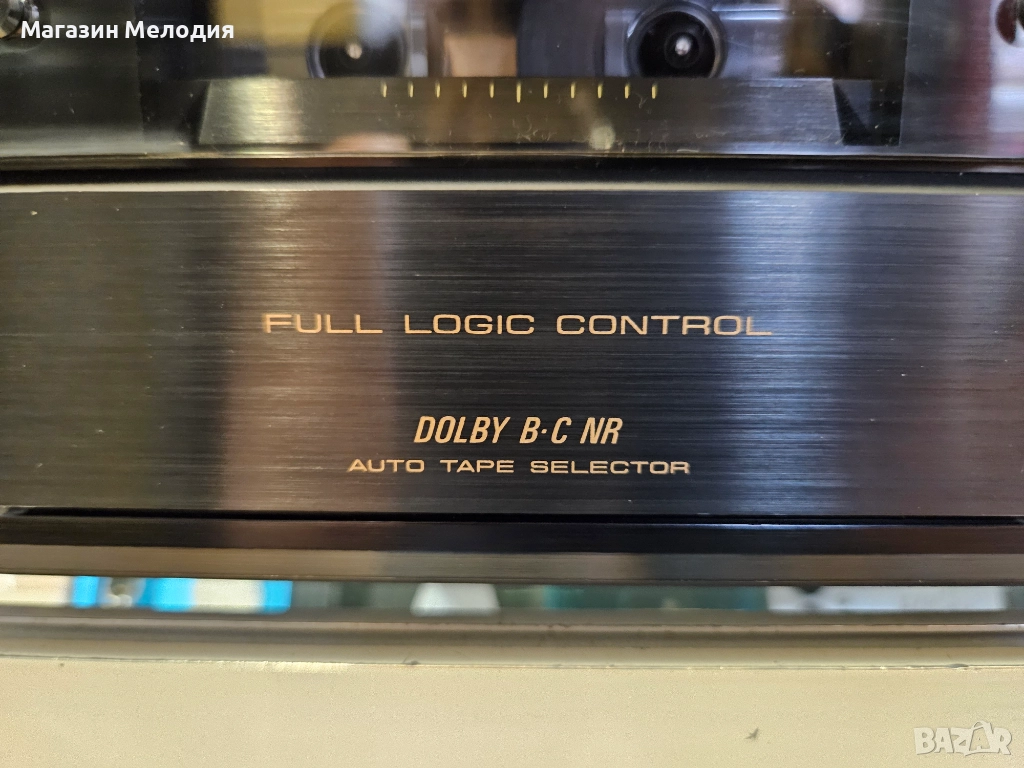 Магазин Мелодия
FULL LOGIC CONTROL
DOLBY B·C NR
AUTO TAPE SELECTOR
BAZAR